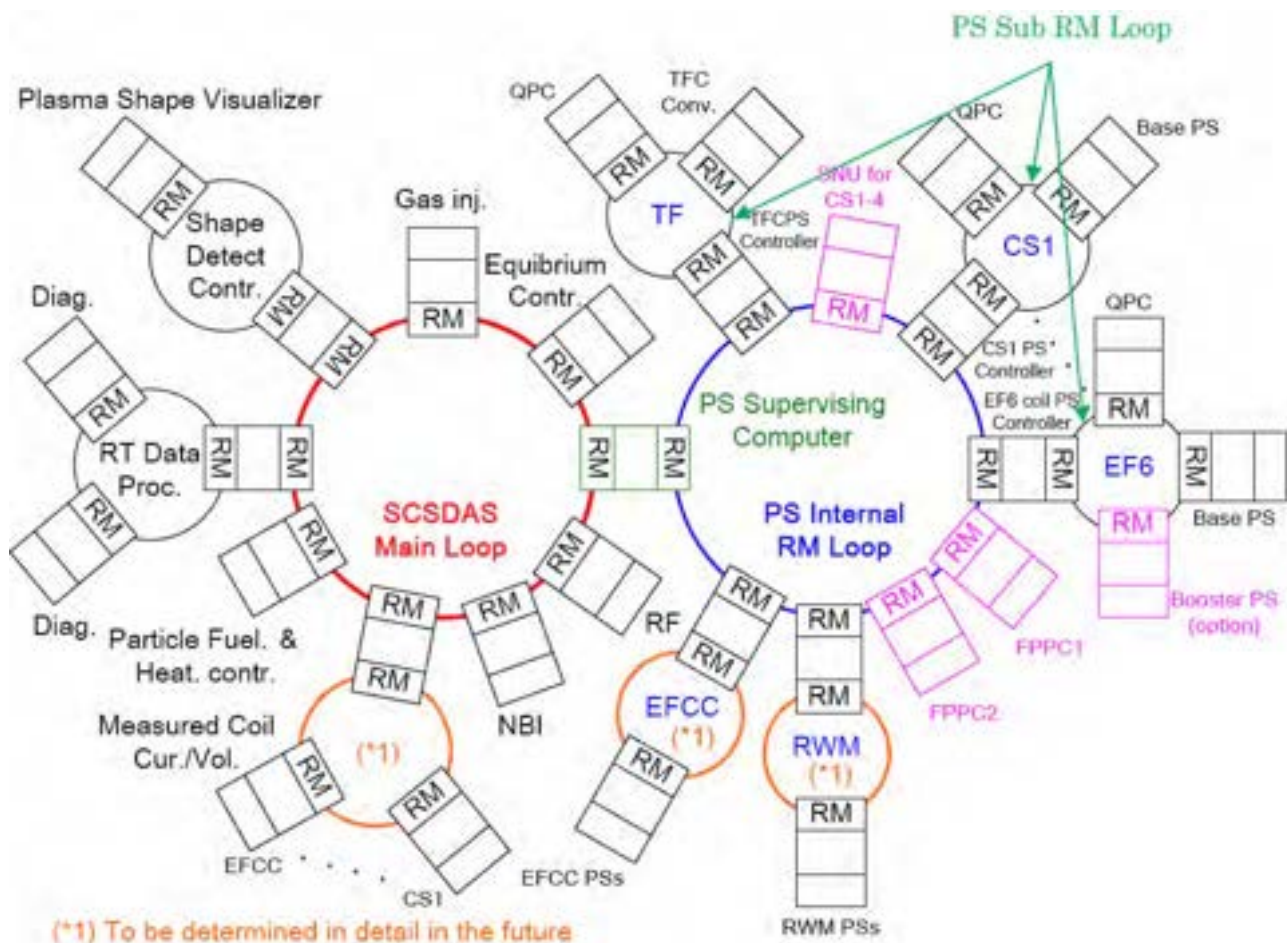 PS Sub RM Loop
Plasma Shape Visualizer
QPC
TFC
Conv.
QPC
Base PS
RM
RM
RM
RM
RM
Shape
Detect
Contr.
Gas inj.
TF
SNU for
CS1-4
TFCPS
Controller
CS1
Diag.
Equibrium
Contr.
RM
RM
RM
QPC
RM
RM
RM
RM
RM
RM
RM
CS1 PS
Controller
EF6 coil PS
Controller
RM
RM
PS Supervising
Computer
RT Data
Proc.
RM
RM
RM
RM
RM
RM
EF6
SCSDAS
Main Loop
PS Internal
RM Loop
RM
Base PS
RM
RM
RM
RM
Diag.
Particle Fuel. &
Heat. contr.
RM
RM
RM
RM
RM
RF
Booster PS
(option)
FPPC1
RM
RM
RM
EFCC
(*1)
FPPC2
Measured Coil
Cur./Vol.
NBI
(*1)
RWM
(*1)
RM
RM
RM
RM
EFCC
CS1
EFCC PSs
RWM PSs
(*1) To be determined in detail in the future